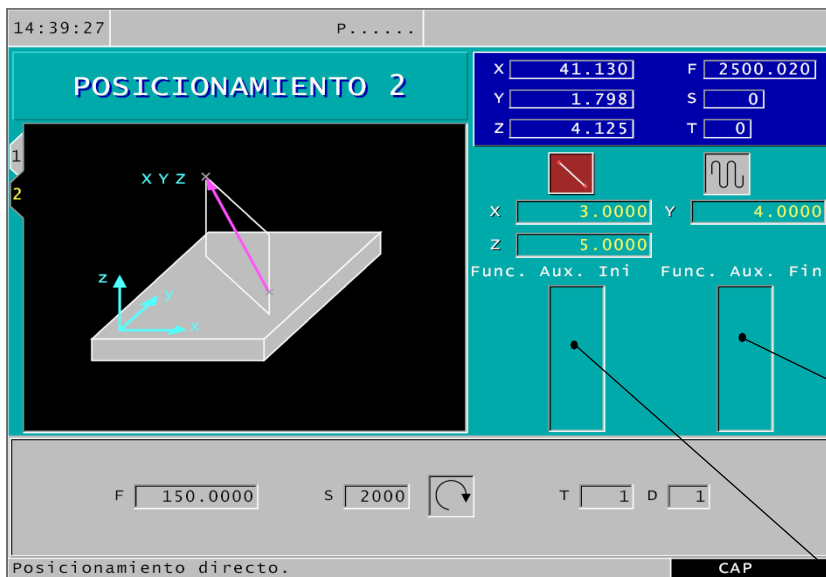 14:39:27 P......
POSICIONAMIENTO 2
X 41.130 F 2500.020
Y 1.798 S 0
Z 4.125 T 0
1
2
X Y Z
z
y
x
X 3.0000 Y 4.0000
Z 5.0000
Func. Aux. Ini Func. Aux. Fin
F 150.0000 S 2000 T 1 D 1
Posicionamiento directo. CAP